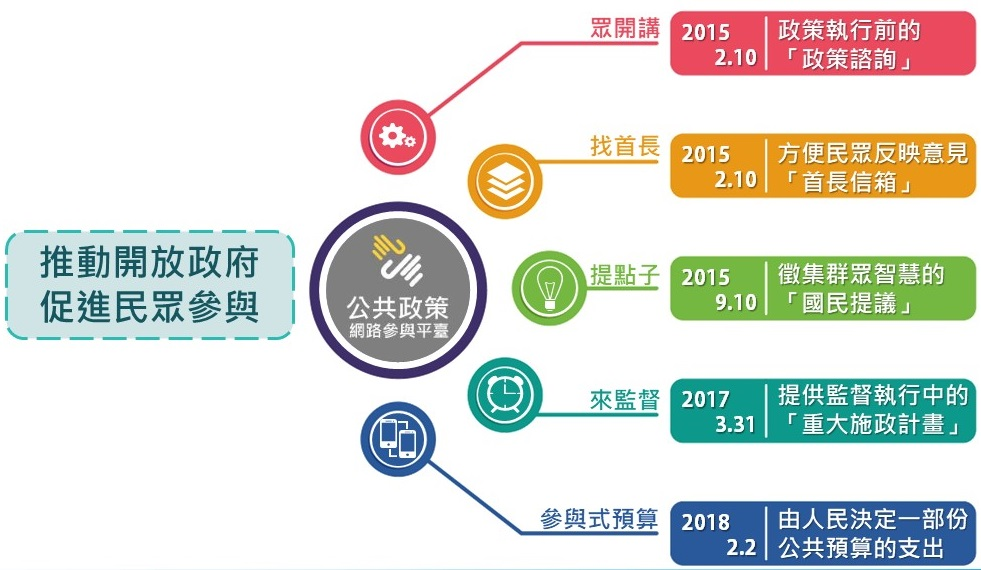 推動開放政府
促進民眾參與
公共政策
網路參與平臺
眾開講
2015
2.10
政策執行前的
「政策諮詢」
找首長
2015
2.10
方便民眾反映意見
「首長信箱」
提點子
2015
9.10
徵集群眾智慧的
「國民提議」
來監督
2017
3.31
提供監督執行中的
「重大施政計畫」
參與式預算
2018
2.2
由人民決定一部份
公共預算的支出